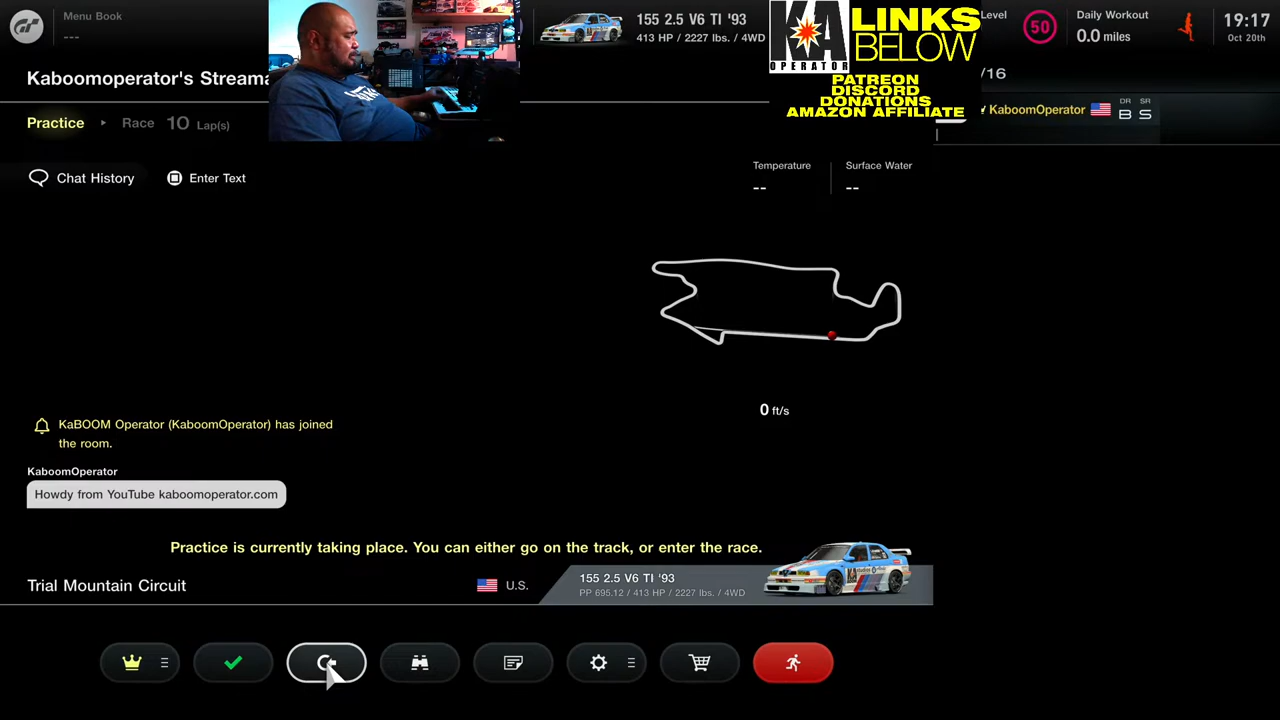 GT
Menu Book
---
155 2.5 V6 TI '93
413 HP / 2227 lbs. / 4WD
KA
OPERATOR
LINKS
BELOW
PATREON
DISCORD
DONATIONS
AMAZON AFFILIATE
Level
50
Daily Workout
0.0 miles
19:17
Oct 20th
Kaboomoperator's Streama
/16
Practice
Race 10 Lap(s)
KaboomOperator
DR
B
SR
S
Chat History
Enter Text
Temperature
--
Surface Water
--
0 ft/s
KaBOOM Operator (KaboomOperator) has joined
the room.
KaboomOperator
Howdy from YouTube kaboomoperator.com
Practice is currently taking place. You can either go on the track, or enter the race.
Trial Mountain Circuit
U.S.
155 2.5 V6 TI '93
PP 695.12 / 413 HP / 2227 lbs. / 4WD